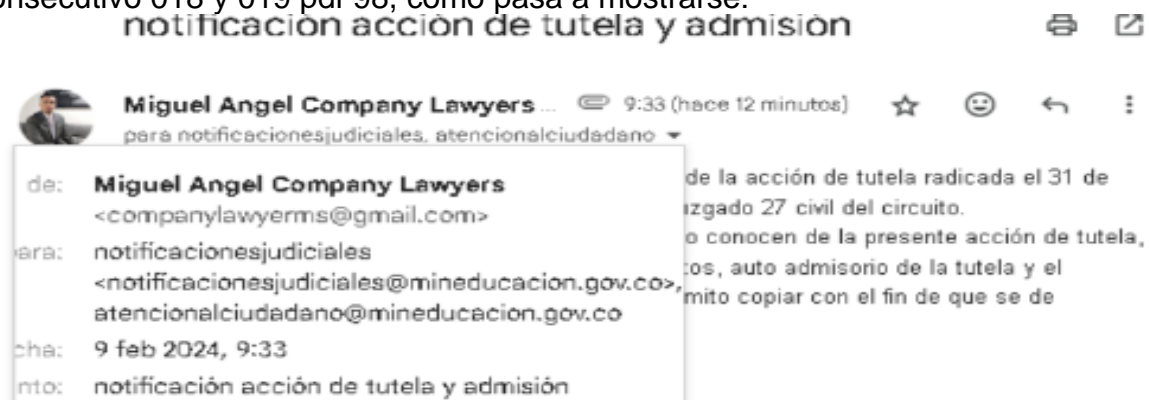 onsecutivo 018 y 019 pdf 98, como pasa a mostrarse:
notificación acción de tutela y admisión
Miguel Angel Company Lawyers ... 9:33 (hace 12 minutos)
para notificacionesjudiciales, atencionalciudadano
de: Miguel Angel Company Lawyers
<companylawyerms@gmail.com>
ara: notificacionesjudiciales
<notificacionesjudiciales@mineducacion.gov.co>,
atencionalciudadano@mineducacion.gov.co
cha: 9 feb 2024, 9:33
nto: notificación acción de tutela y admisión
de la acción de tutela radicada el 31 de
izgado 27 civil del circuito.
o conocen de la presente acción de tutela,
tos, auto admisorio de la tutela y el
mito copiar con el fin de que se de